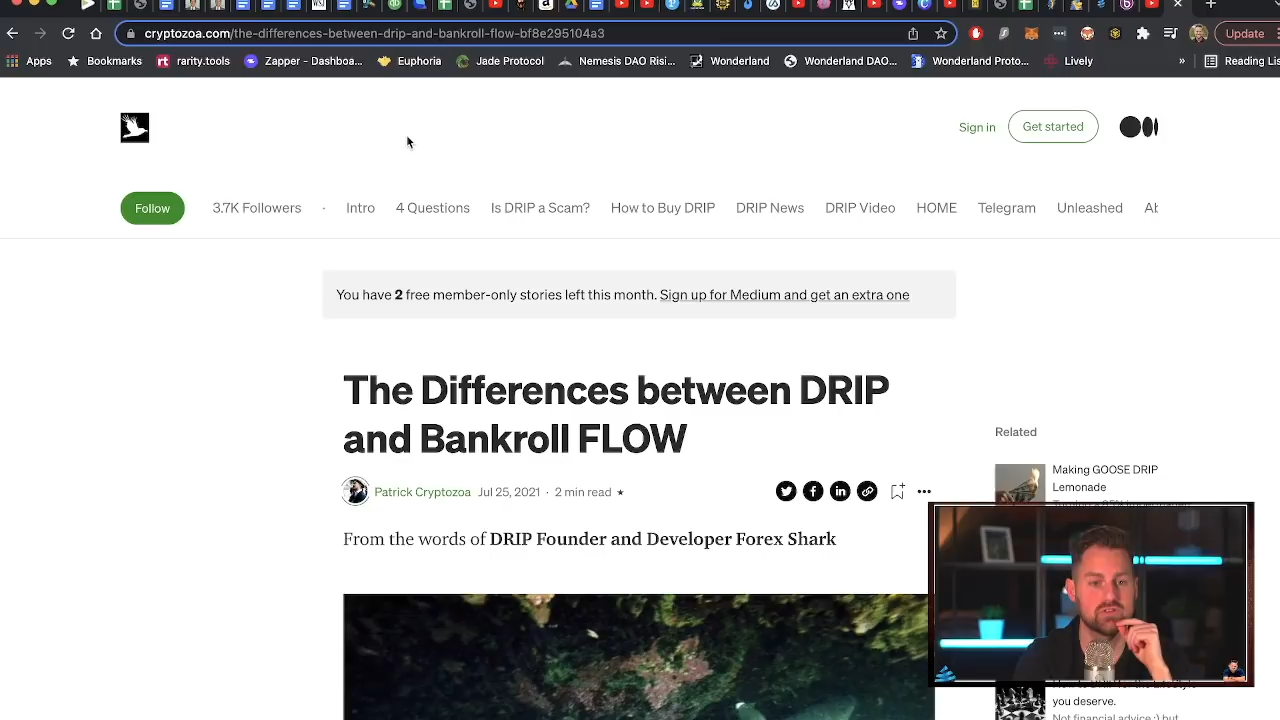 cryptozoa.com/the-differences-between-drip-and-bankroll-flow-bf8e295104a3
Update
Apps
Bookmarks
rarity.tools
Zapper - Dashboa...
Euphoria
Jade Protocol
Nemesis DAO Risi...
Wonderland
Wonderland DAO...
Wonderland Proto...
Lively
»
Reading Lis
Sign in
Get started
Follow
3.7K Followers
·
Intro
4 Questions
Is DRIP a Scam?
How to Buy DRIP
DRIP News
DRIP Video
HOME
Telegram
Unleashed
Ab
You have 2 free member-only stories left this month. Sign up for Medium and get an extra one
The Differences between DRIP
and Bankroll FLOW
Patrick Cryptozoa Jul 25, 2021 · 2 min read ★
From the words of DRIP Founder and Developer Forex Shark
Related
Making GOOSE DRIP
Lemonade
you deserve.
Not financial advice :) but